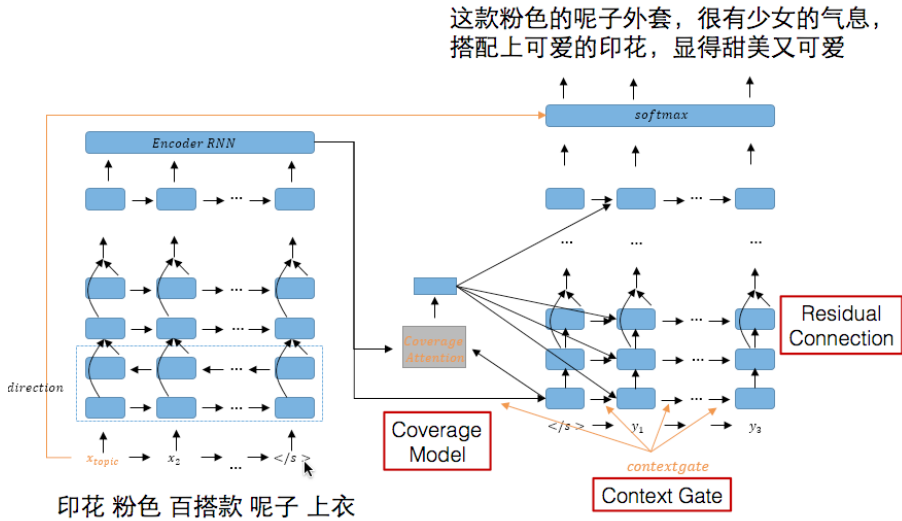 这款粉色的呢子外套，很有少女的气息，
搭配上可爱的印花，显得甜美又可爱
softmax
Encoder RNN
...
...
...
...
...
Coverage
Attention
Residual
Connection
...
...
direction
...
...
...
Coverage
Model
</s>
y₁
...
y₃
x_topic
x₂
...
</s>
contextgate
Context Gate
印花 粉色 百搭款 呢子 上衣